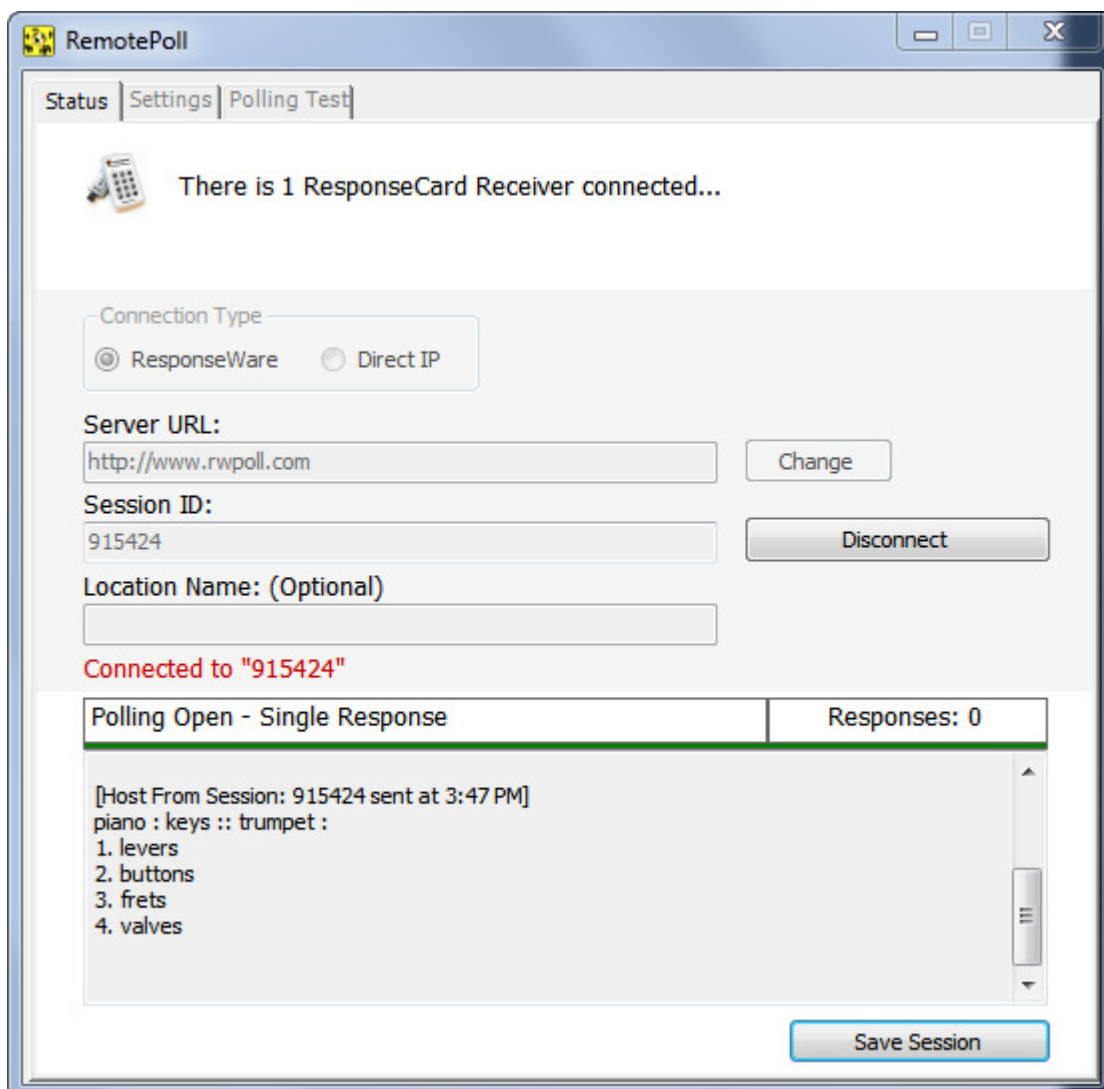 RemotePoll
Status Settings Polling Test
There is 1 ResponseCard Receiver connected...
Connection Type
ResponseWare Direct IP
Server URL:
http://www.rwpoll.com Change
Session ID:
915424 Disconnect
Location Name: (Optional)
Connected to "915424"
Polling Open - Single Response Responses: 0
[Host From Session: 915424 sent at 3:47 PM]
piano : keys :: trumpet :
1. levers
2. buttons
3. frets
4. valves
Save Session